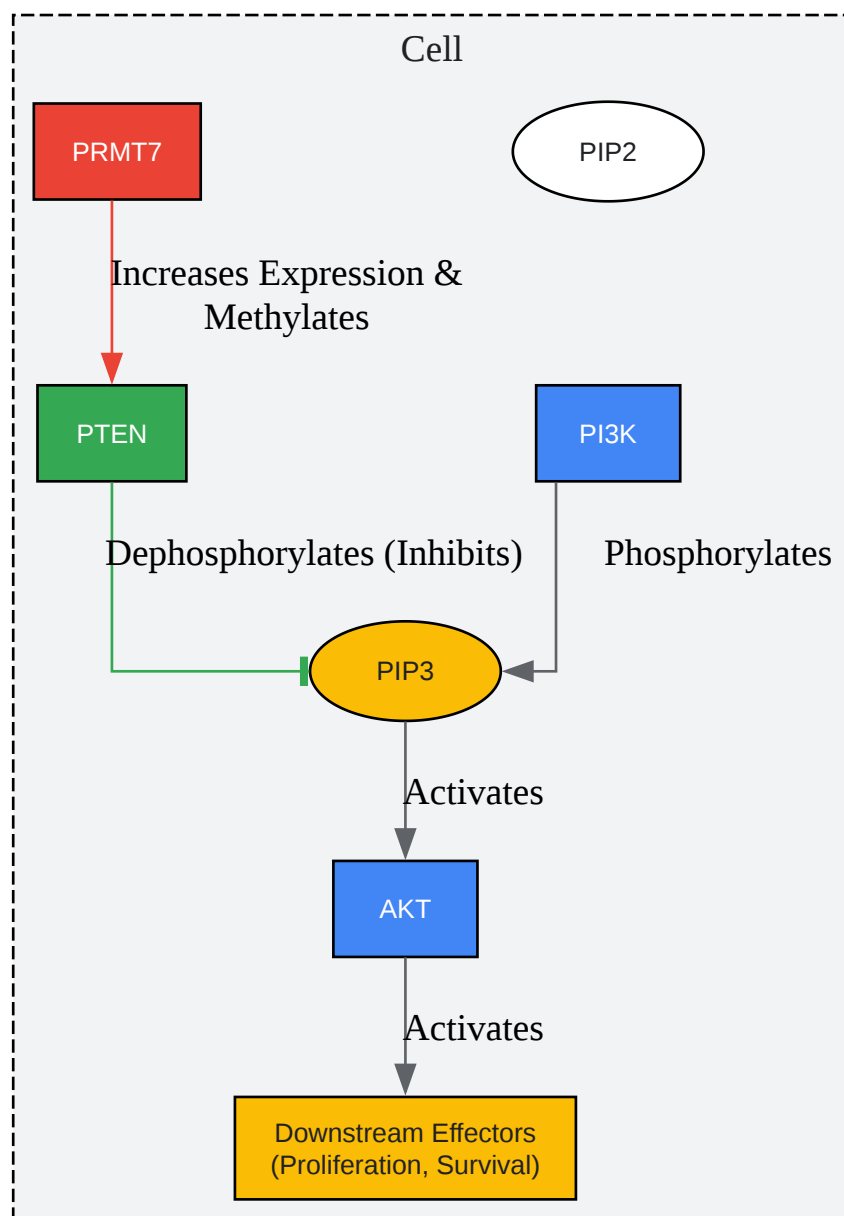 Cell
PRMT7
PIP2
Increases Expression &
Methylates
PTEN
PI3K
Dephosphorylates (Inhibits)
Phosphorylates
PIP3
Activates
AKT
Activates
Downstream Effectors
(Proliferation, Survival)